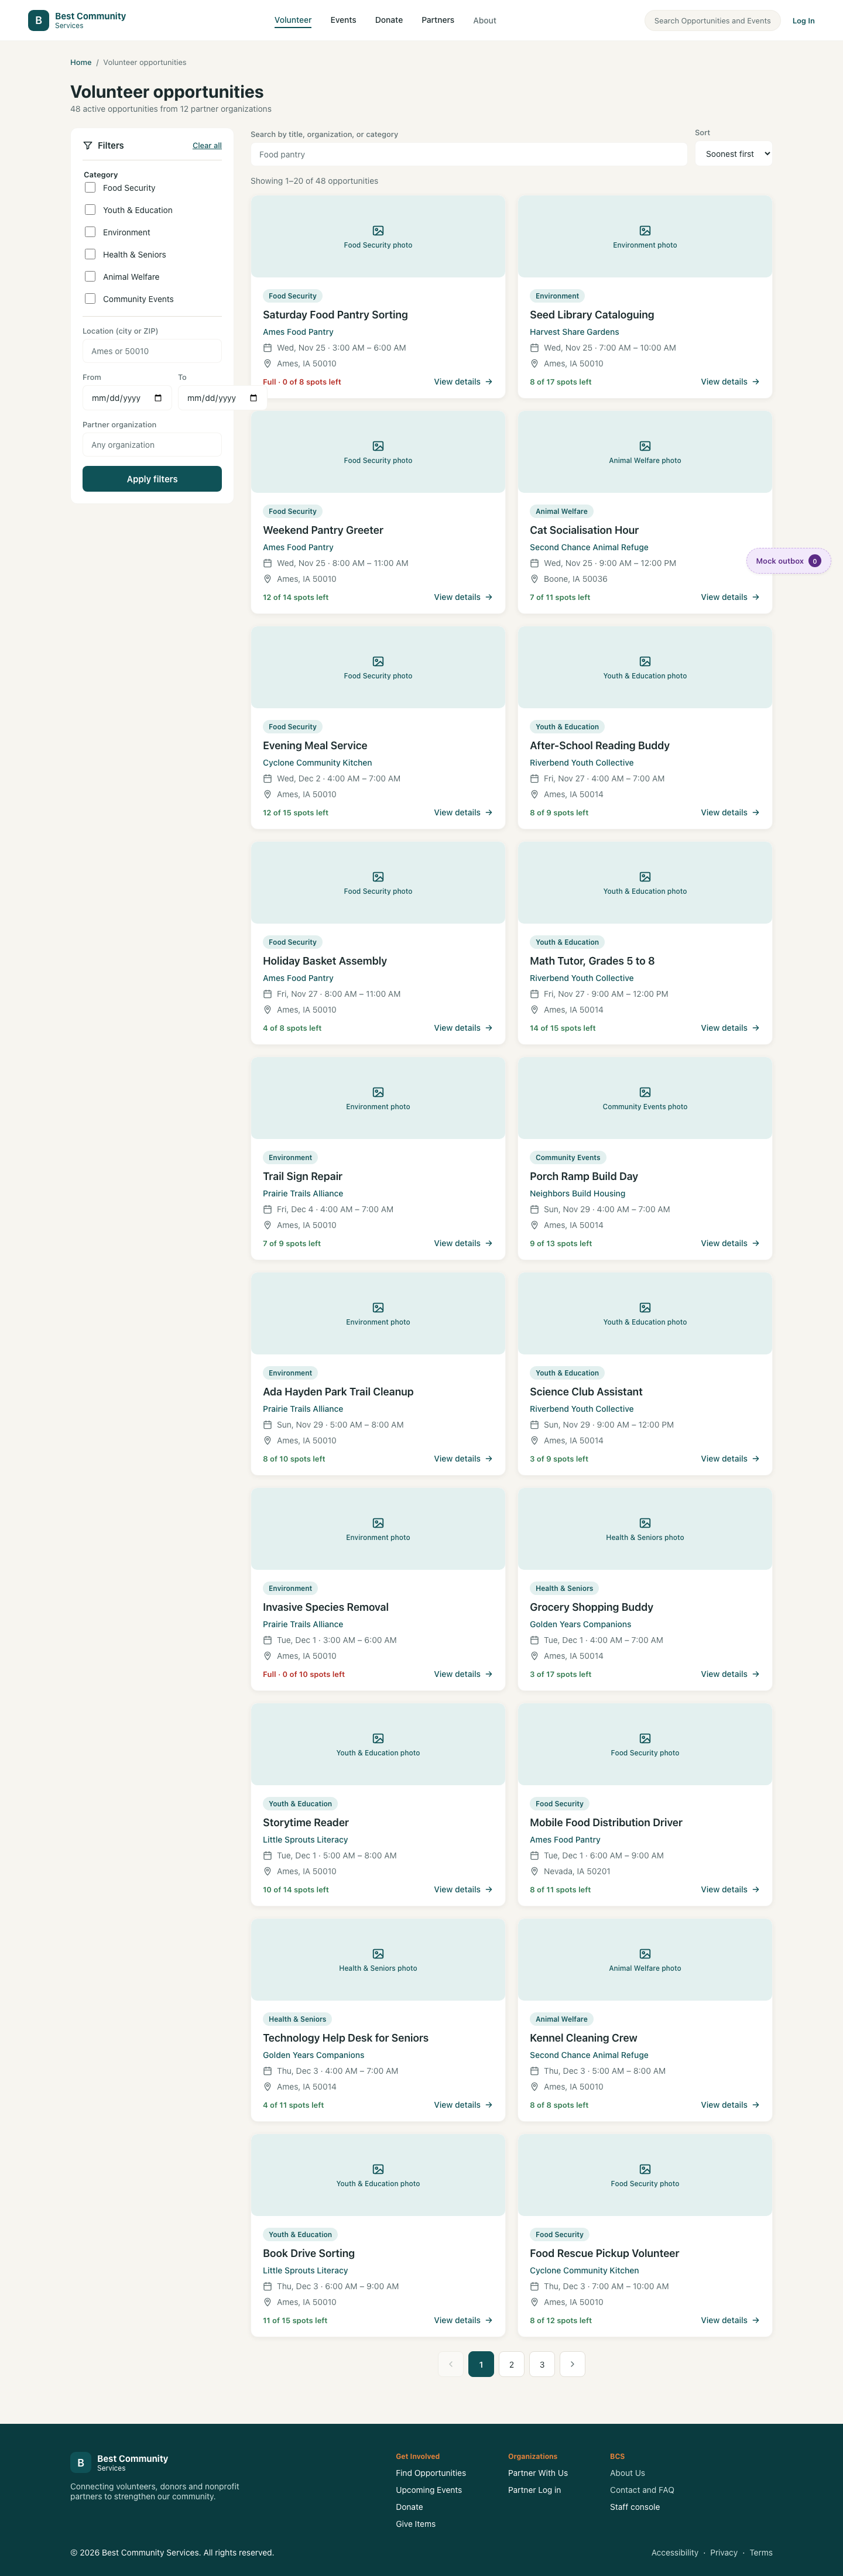 B
Best Community
Services
Volunteer
Events
Donate
Partners
About
Search Opportunities and Events
Log In
Home / Volunteer opportunities
Volunteer opportunities
48 active opportunities from 12 partner organizations
Filters
Clear all
Category
Food Security
Youth & Education
Environment
Health & Seniors
Animal Welfare
Community Events
Location (city or ZIP)
Ames or 50010
From
To
mm/dd/yyyy
mm/dd/yyyy
Partner organization
Any organization
Apply filters
Search by title, organization, or category
Food pantry
Sort
Soonest first
Showing 1–20 of 48 opportunities
Food Security photo
Food Security
Saturday Food Pantry Sorting
Ames Food Pantry
Wed, Nov 25 · 3:00 AM – 6:00 AM
Ames, IA 50010
Full · 0 of 8 spots left
View details →
Environment photo
Environment
Seed Library Cataloguing
Harvest Share Gardens
Wed, Nov 25 · 7:00 AM – 10:00 AM
Ames, IA 50010
8 of 17 spots left
View details →
Food Security photo
Food Security
Weekend Pantry Greeter
Ames Food Pantry
Wed, Nov 25 · 8:00 AM – 11:00 AM
Ames, IA 50010
12 of 14 spots left
View details →
Animal Welfare photo
Animal Welfare
Cat Socialisation Hour
Second Chance Animal Refuge
Wed, Nov 25 · 9:00 AM – 12:00 PM
Boone, IA 50036
7 of 11 spots left
View details →
Mock outbox 0
Food Security photo
Food Security
Evening Meal Service
Cyclone Community Kitchen
Wed, Dec 2 · 4:00 AM – 7:00 AM
Ames, IA 50010
12 of 15 spots left
View details →
Youth & Education photo
Youth & Education
After-School Reading Buddy
Riverbend Youth Collective
Fri, Nov 27 · 4:00 AM – 7:00 AM
Ames, IA 50014
8 of 9 spots left
View details →
Food Security photo
Food Security
Holiday Basket Assembly
Ames Food Pantry
Fri, Nov 27 · 8:00 AM – 11:00 AM
Ames, IA 50010
4 of 8 spots left
View details →
Youth & Education photo
Youth & Education
Math Tutor, Grades 5 to 8
Riverbend Youth Collective
Fri, Nov 27 · 9:00 AM – 12:00 PM
Ames, IA 50014
14 of 15 spots left
View details →
Environment photo
Environment
Trail Sign Repair
Prairie Trails Alliance
Fri, Dec 4 · 4:00 AM – 7:00 AM
Ames, IA 50010
7 of 9 spots left
View details →
Community Events photo
Community Events
Porch Ramp Build Day
Neighbors Build Housing
Sun, Nov 29 · 4:00 AM – 7:00 AM
Ames, IA 50014
9 of 13 spots left
View details →
Environment photo
Environment
Ada Hayden Park Trail Cleanup
Prairie Trails Alliance
Sun, Nov 29 · 5:00 AM – 8:00 AM
Ames, IA 50010
8 of 10 spots left
View details →
Youth & Education photo
Youth & Education
Science Club Assistant
Riverbend Youth Collective
Sun, Nov 29 · 9:00 AM – 12:00 PM
Ames, IA 50014
3 of 9 spots left
View details →
Environment photo
Environment
Invasive Species Removal
Prairie Trails Alliance
Tue, Dec 1 · 3:00 AM – 6:00 AM
Ames, IA 50010
Full · 0 of 10 spots left
View details →
Health & Seniors photo
Health & Seniors
Grocery Shopping Buddy
Golden Years Companions
Tue, Dec 1 · 4:00 AM – 7:00 AM
Ames, IA 50014
3 of 17 spots left
View details →
Youth & Education photo
Youth & Education
Storytime Reader
Little Sprouts Literacy
Tue, Dec 1 · 5:00 AM – 8:00 AM
Ames, IA 50010
10 of 14 spots left
View details →
Food Security photo
Food Security
Mobile Food Distribution Driver
Ames Food Pantry
Tue, Dec 1 · 6:00 AM – 9:00 AM
Nevada, IA 50201
8 of 11 spots left
View details →
Health & Seniors photo
Health & Seniors
Technology Help Desk for Seniors
Golden Years Companions
Thu, Dec 3 · 4:00 AM – 7:00 AM
Ames, IA 50014
4 of 11 spots left
View details →
Animal Welfare photo
Animal Welfare
Kennel Cleaning Crew
Second Chance Animal Refuge
Thu, Dec 3 · 5:00 AM – 8:00 AM
Ames, IA 50010
8 of 8 spots left
View details →
Youth & Education photo
Youth & Education
Book Drive Sorting
Little Sprouts Literacy
Thu, Dec 3 · 6:00 AM – 9:00 AM
Ames, IA 50010
11 of 15 spots left
View details →
Food Security photo
Food Security
Food Rescue Pickup Volunteer
Cyclone Community Kitchen
Thu, Dec 3 · 7:00 AM – 10:00 AM
Ames, IA 50010
8 of 12 spots left
View details →
‹ 1 2 3 ›
B
Best Community
Services
Connecting volunteers, donors and nonprofit
partners to strengthen our community.
Get Involved
Find Opportunities
Upcoming Events
Donate
Give Items
Organizations
Partner With Us
Partner Log in
BCS
About Us
Contact and FAQ
Staff console
© 2026 Best Community Services. All rights reserved.
Accessibility · Privacy · Terms